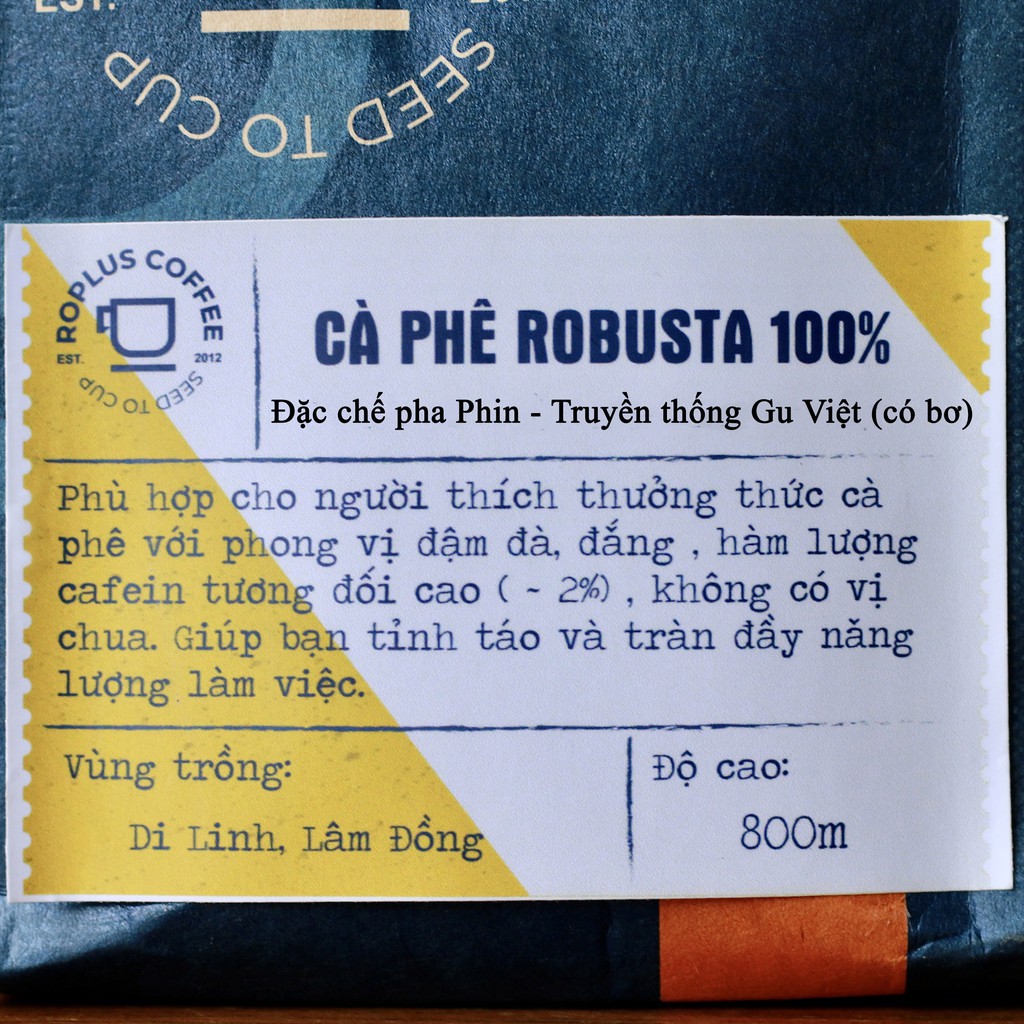 SEED TO CUP
ROPLUS COFFEE
EST. 2012
SEED TO CUP
CÀ PHÊ ROBUSTA 100%
Đặc chế pha Phin - Truyền thống Gu Việt (có bơ)
Phù hợp cho người thích thưởng thức cà
phê với phong vị đậm đà, đắng , hàm lượng
cafein tương đối cao ( ~ 2%) , không có vị
chua. Giúp bạn tỉnh táo và tràn đầy năng
lượng làm việc.
Vùng trồng:
Di Linh, Lâm Đồng
Độ cao:
800m